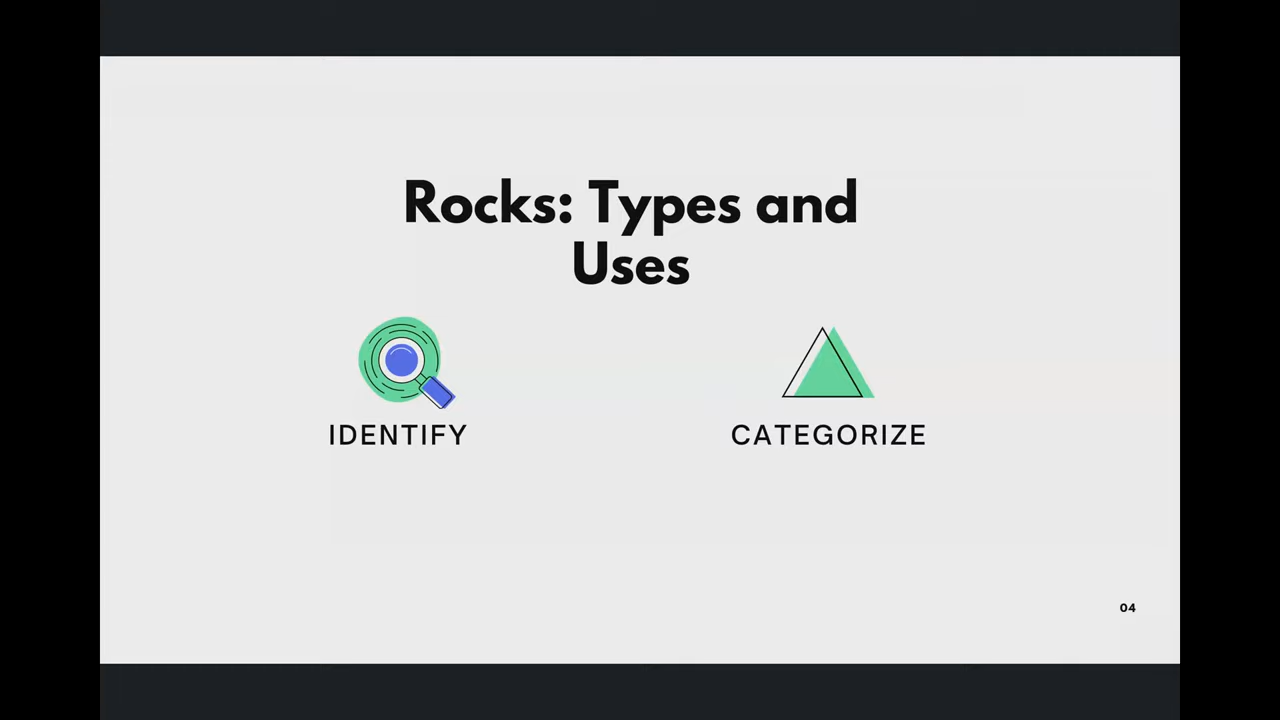 Rocks: Types and
Uses
IDENTIFY
CATEGORIZE
04